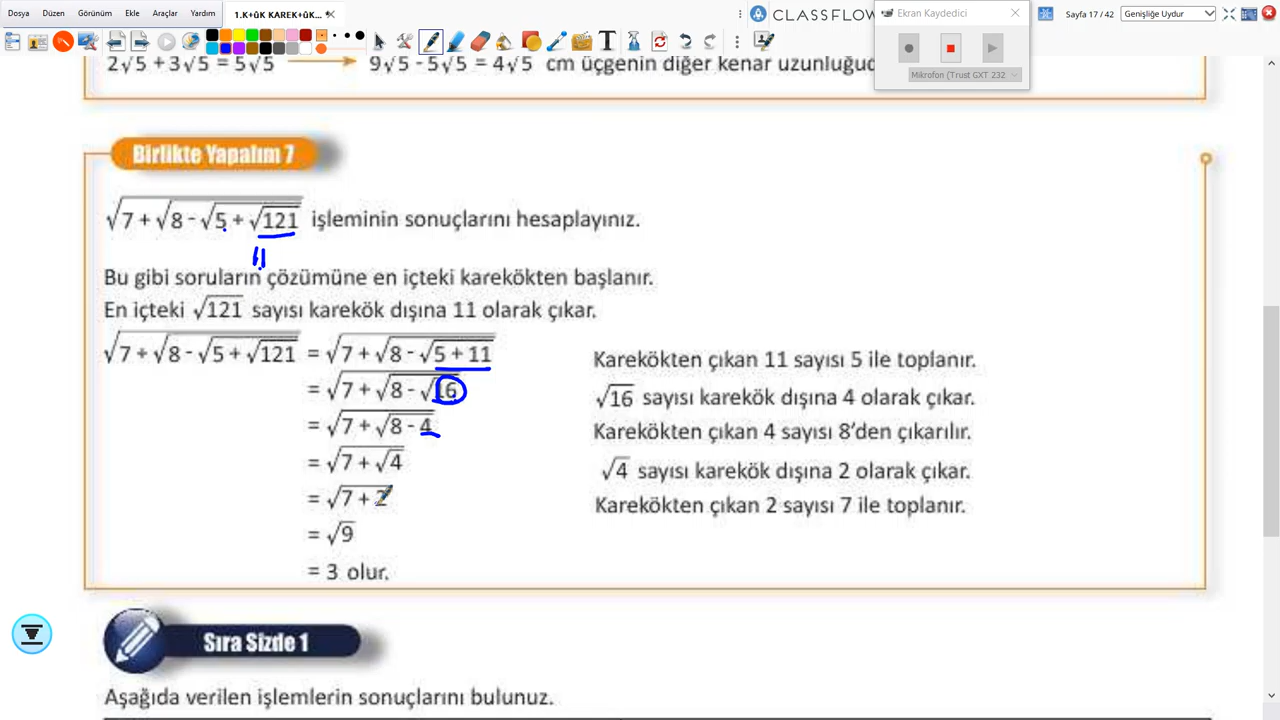 Dosya Düzen Görünüm Ekle Araçlar Yardım 1.K+ûK KAREK+ûK...* CLASSFLOW Ekran Kaydedici Sayfa 17 / 42 Genişliğe Uydur
Mikrofon (Trust GXT 232
2√5 + 3√5 = 5√5 → 9√5 - 5√5 = 4√5 cm üçgenin diğer kenar
Birlikte Yapalım 7
√(7 + √(8 - √(5 + √121))) işleminin sonuçlarını hesaplayınız.
11
Bu gibi soruların çözümüne en içteki karekökten başlanır.
En içteki √121 sayısı karekök dışına 11 olarak çıkar.
√(7 + √(8 - √(5 + √121))) = √(7 + √(8 - √(5 + 11))) Karekökten çıkan 11 sayısı 5 ile toplanır.
= √(7 + √(8 - √16)) √16 sayısı karekök dışına 4 olarak çıkar.
= √(7 + √(8 - 4)) Karekökten çıkan 4 sayısı 8’den çıkarılır.
= √(7 + √4) √4 sayısı karekök dışına 2 olarak çıkar.
= √(7 + 2) Karekökten çıkan 2 sayısı 7 ile toplanır.
= √9
= 3 olur.
Sıra Sizde 1
Aşağıda verilen işlemlerin sonuçlarını bulunuz.